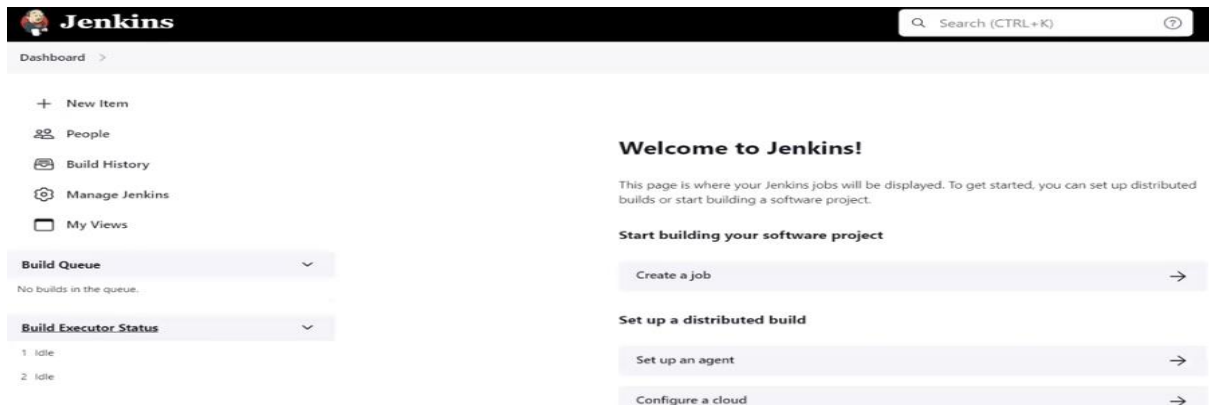 Jenkins
Search (CTRL+K)
Dashboard >
New Item
People
Build History
Manage Jenkins
My Views
Build Queue
No builds in the queue.
Build Executor Status
1 Idle
2 Idle
Welcome to Jenkins!
This page is where your Jenkins jobs will be displayed. To get started, you can set up distributed
builds or start building a software project.
Start building your software project
Create a job
Set up a distributed build
Set up an agent
Configure a cloud